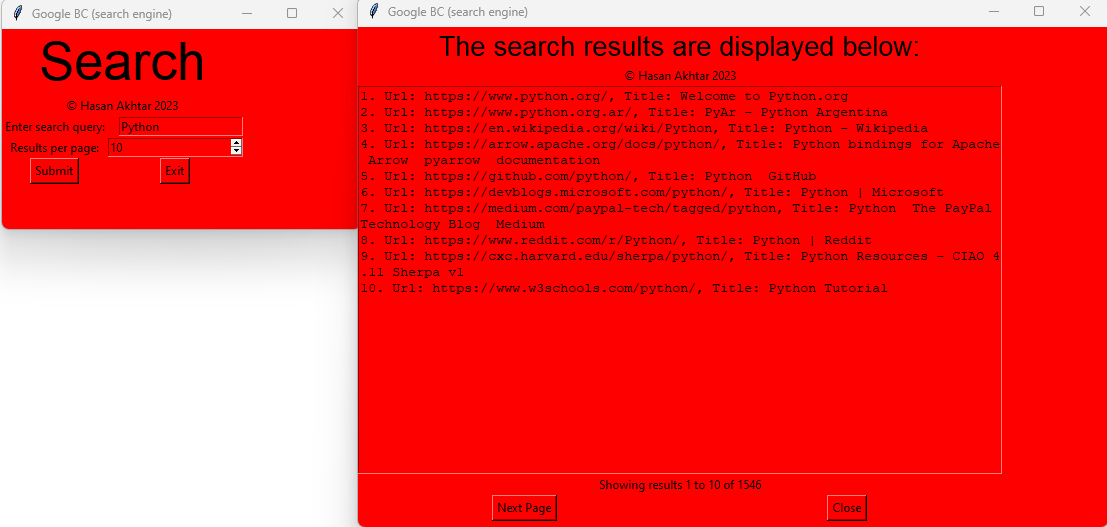 Google BC (search engine)
Search
© Hasan Akhtar 2023
Enter search query: Python
Results per page: 10
Submit Exit
Google BC (search engine)
The search results are displayed below:
© Hasan Akhtar 2023
1. Url: https://www.python.org/, Title: Welcome to Python.org
2. Url: https://www.python.org.ar/, Title: PyAr - Python Argentina
3. Url: https://en.wikipedia.org/wiki/Python, Title: Python - Wikipedia
4. Url: https://arrow.apache.org/docs/python/, Title: Python bindings for Apache
Arrow  pyarrow  documentation
5. Url: https://github.com/python/, Title: Python  GitHub
6. Url: https://devblogs.microsoft.com/python/, Title: Python | Microsoft
7. Url: https://medium.com/paypal-tech/tagged/python, Title: Python  The PayPal
Technology Blog  Medium
8. Url: https://www.reddit.com/r/Python/, Title: Python | Reddit
9. Url: https://cxc.harvard.edu/sherpa/python/, Title: Python Resources - CIAO 4
.11 Sherpa v1
10. Url: https://www.w3schools.com/python/, Title: Python Tutorial
Showing results 1 to 10 of 1546
Next Page Close